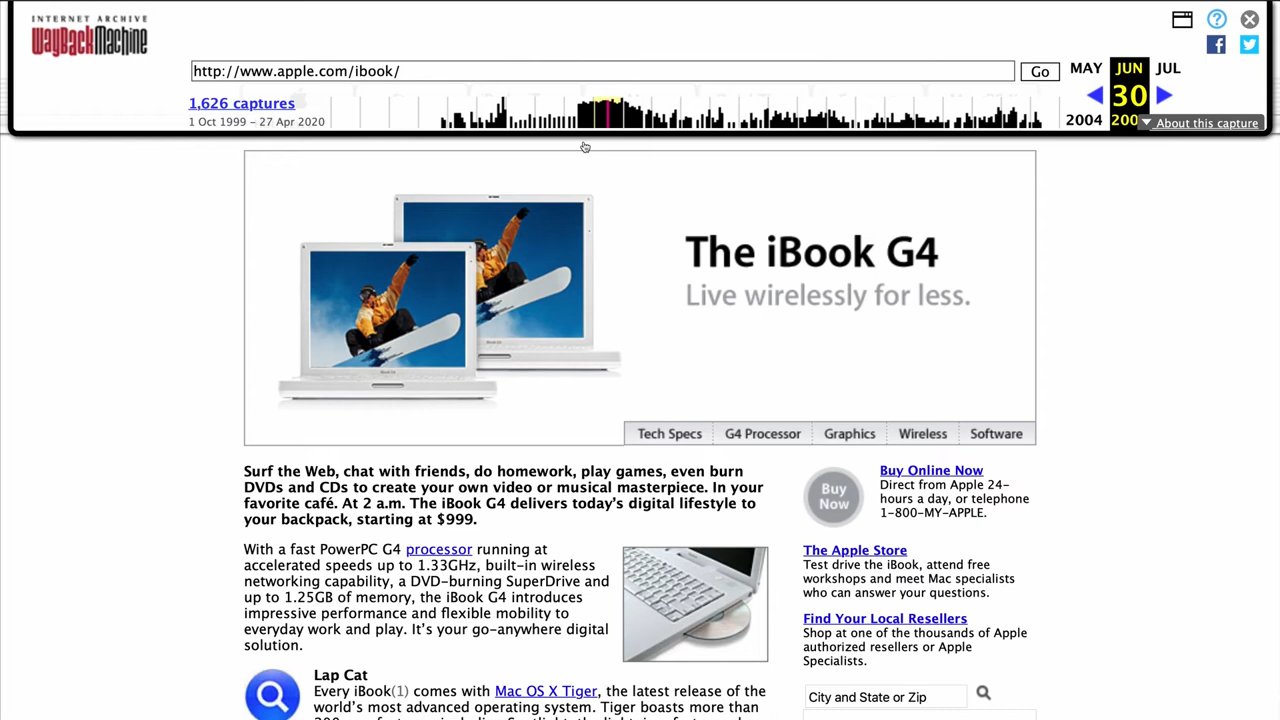 INTERNET ARCHIVE
WayBackMachine
http://www.apple.com/ibook/
Go
MAY JUN JUL
1,626 captures
30
1 Oct 1999 – 27 Apr 2020
2004
About this capture
The iBook G4
Live wirelessly for less.
Tech Specs G4 Processor Graphics Wireless Software
Surf the Web, chat with friends, do homework, play games, even burn
DVDs and CDs to create your own video or musical masterpiece. In your
favorite café. At 2 a.m. The iBook G4 delivers today’s digital lifestyle to
your backpack, starting at $999.
With a fast PowerPC G4 processor running at
accelerated speeds up to 1.33GHz, built-in wireless
networking capability, a DVD-burning SuperDrive and
up to 1.25GB of memory, the iBook G4 introduces
impressive performance and flexible mobility to
everyday work and play. It’s your go-anywhere digital
solution.
Lap Cat
Every iBook(1) comes with Mac OS X Tiger, the latest release of the
world’s most advanced operating system. Tiger boasts more than
Buy
Now
Buy Online Now
Direct from Apple 24-
hours a day, or telephone
1-800-MY-APPLE.
The Apple Store
Test drive the iBook, attend free
workshops and meet Mac specialists
who can answer your questions.
Find Your Local Resellers
Shop at one of the thousands of Apple
authorized resellers or Apple
Specialists.
City and State or Zip